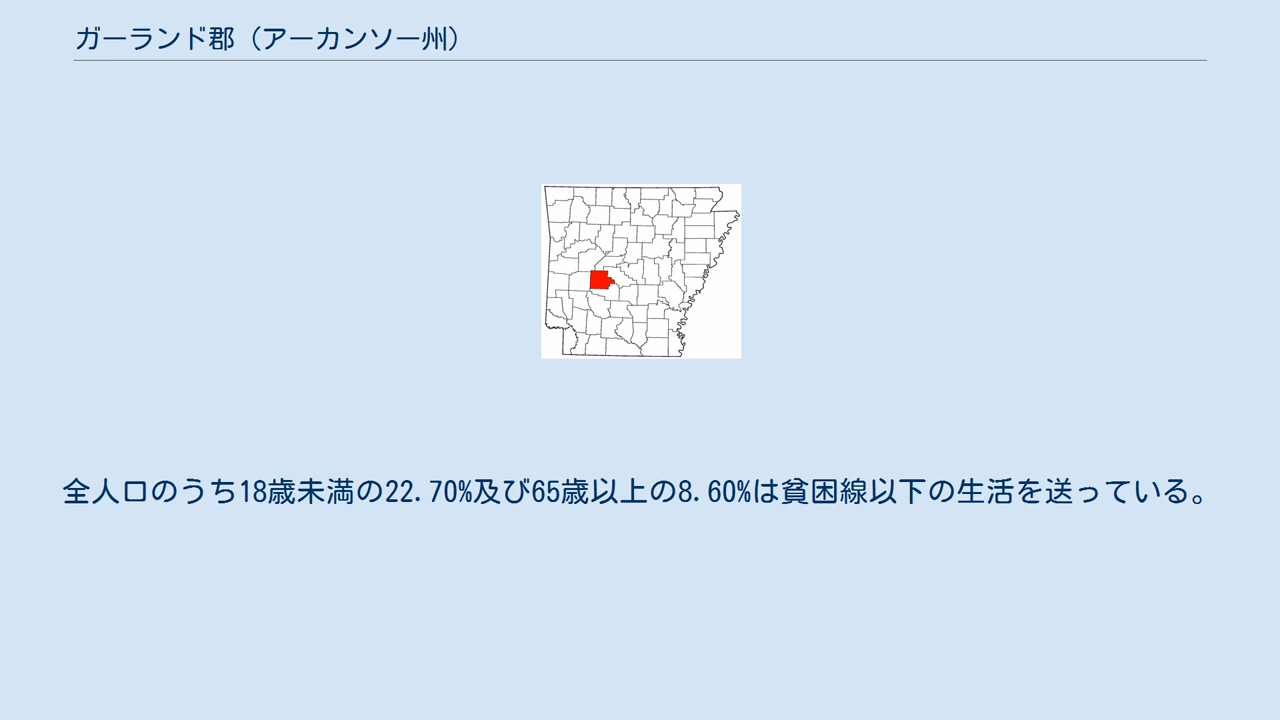 ガーランド郡（アーカンソー州）
全人口のうち18歳未満の22.70%及び65歳以上の8.60%は貧困線以下の生活を送っている。